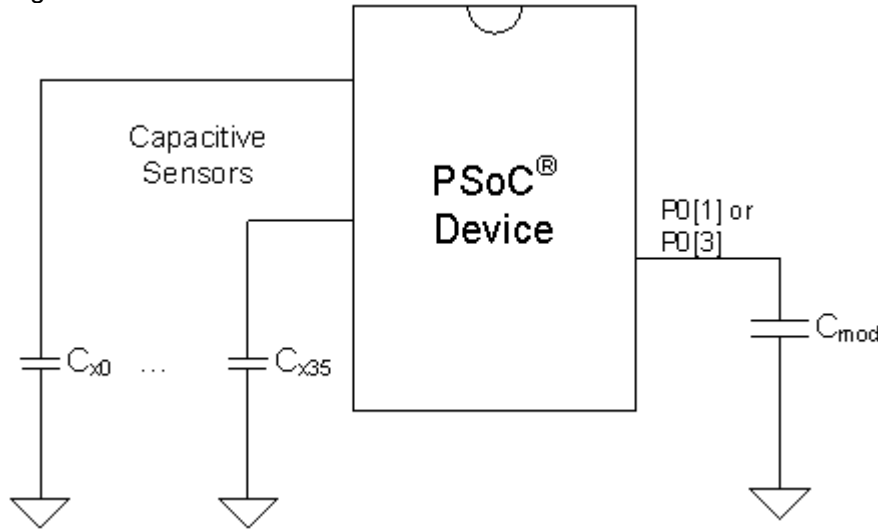 Capacitive
Sensors
PSoC®
Device
P0[1] or
P0[3]
Cmod
Cx0 ... Cx35